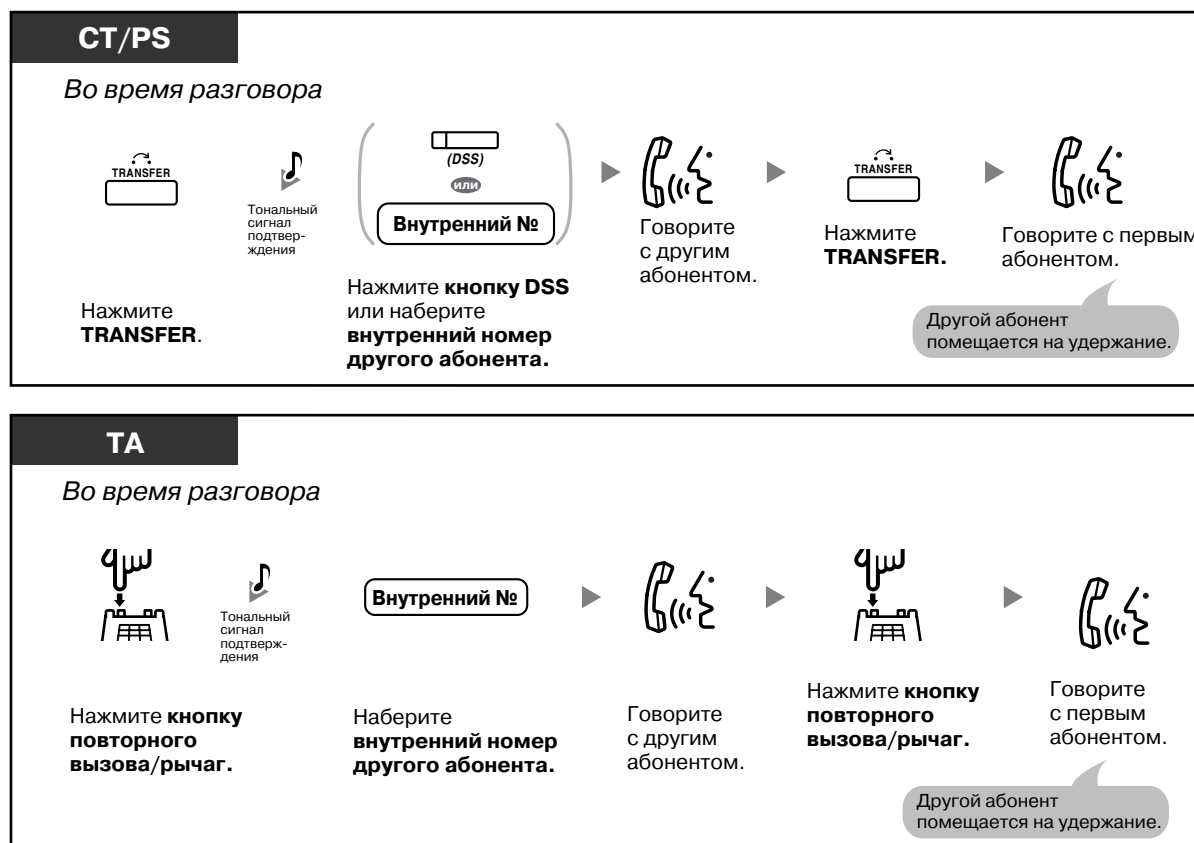 СТ/PS
Во время разговора
TRANSFER
Тональный
сигнал
подтвер-
ждения
(DSS)
или
Внутренний №
Нажмите
TRANSFER.
Нажмите кнопку DSS
или наберите
внутренний номер
другого абонента.
Говорите
с другим
абонентом.
TRANSFER
Нажмите
TRANSFER.
Говорите с первым
абонентом.
Другой абонент
помещается на удержание.
ТА
Во время разговора
Тональный
сигнал
подтверж-
дения
Внутренний №
Нажмите кнопку
повторного
вызова/рычаг.
Наберите
внутренний номер
другого абонента.
Говорите
с другим
абонентом.
Нажмите кнопку
повторного
вызова/рычаг.
Говорите
с первым
абонентом.
Другой абонент
помещается на удержание.